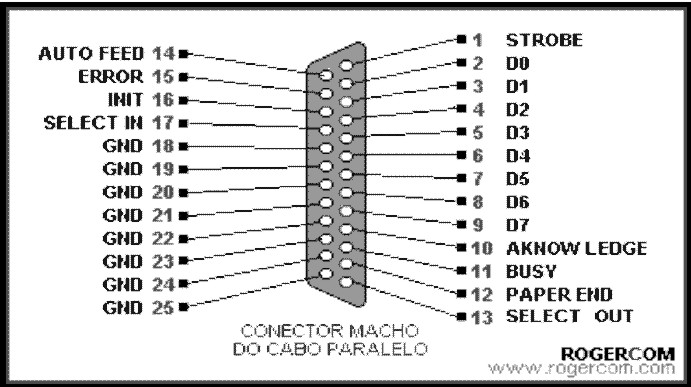 AUTO FEED 14
ERROR 15
INIT 16
SELECT IN 17
GND 18
GND 19
GND 20
GND 21
GND 22
GND 23
GND 24
GND 25
1 STROBE
2 D0
3 D1
4 D2
5 D3
6 D4
7 D5
8 D6
9 D7
10 AKNOW LEDGE
11 BUSY
12 PAPER END
13 SELECT OUT
CONECTOR MACHO
DO CABO PARALELO
ROGERCOM
www.rogercom.com